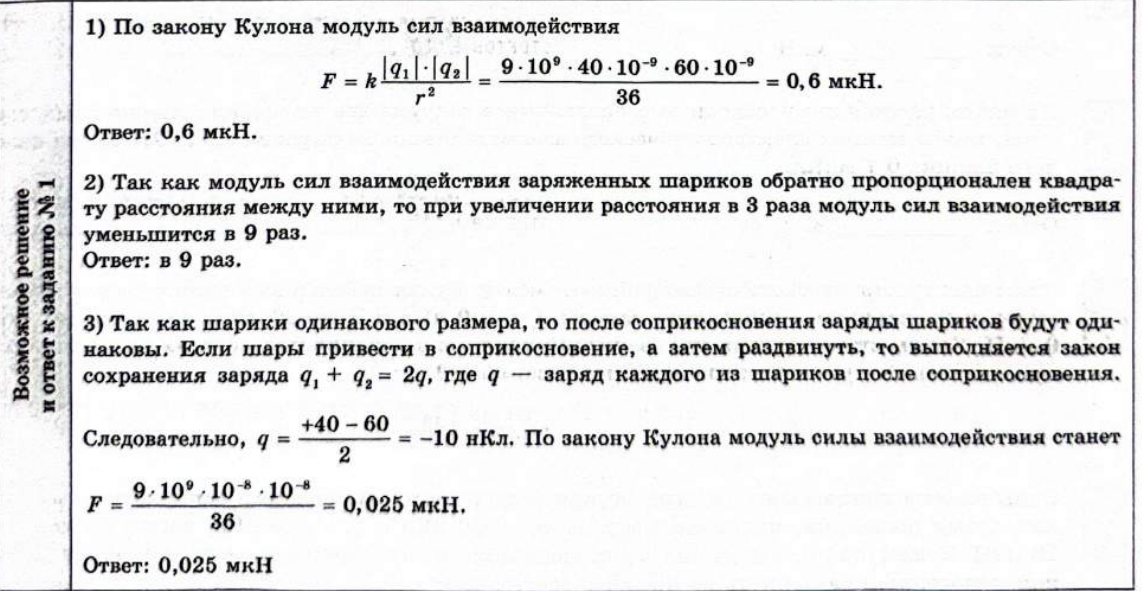 Возможное решение
и ответ к заданию № 1
1) По закону Кулона модуль сил взаимодействия
F = k |q₁|·|q₂| / r² = 9·10⁹·40·10⁻⁹·60·10⁻⁹ / 36 = 0,6 мкН.
Ответ: 0,6 мкН.
2) Так как модуль сил взаимодействия заряженных шариков обратно пропорционален квадра-
ту расстояния между ними, то при увеличении расстояния в 3 раза модуль сил взаимодействия
уменьшится в 9 раз.
Ответ: в 9 раз.
3) Так как шарики одинакового размера, то после соприкосновения заряды шариков будут оди-
наковы. Если шары привести в соприкосновение, а затем раздвинуть, то выполняется закон
сохранения заряда q₁ + q₂ = 2q, где q — заряд каждого из шариков после соприкосновения.
Следовательно, q = +40 – 60 / 2 = –10 нКл. По закону Кулона модуль силы взаимодействия станет
F = 9·10⁹·10⁻⁸·10⁻⁸ / 36 = 0,025 мкН.
Ответ: 0,025 мкН